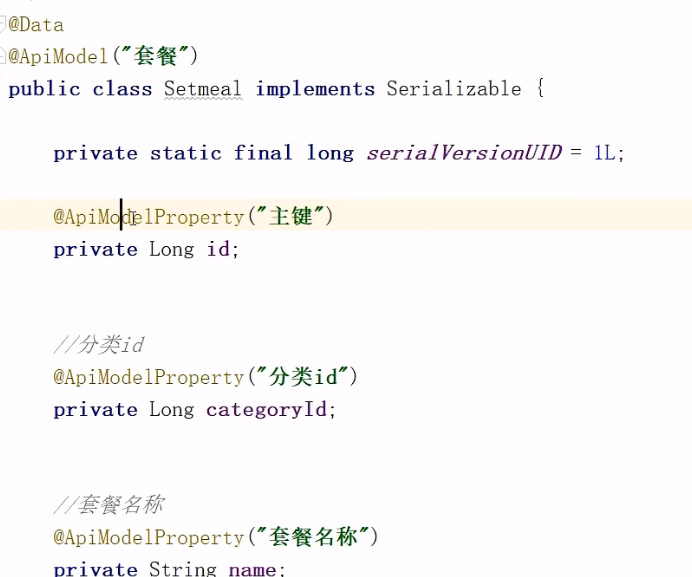 @Data
@ApiModel("套餐")
public class Setmeal implements Serializable {
private static final long serialVersionUID = 1L;
@ApiModelProperty("主键")
private Long id;
//分类id
@ApiModelProperty("分类id")
private Long categoryId;
//套餐名称
@ApiModelProperty("套餐名称")
private String name;